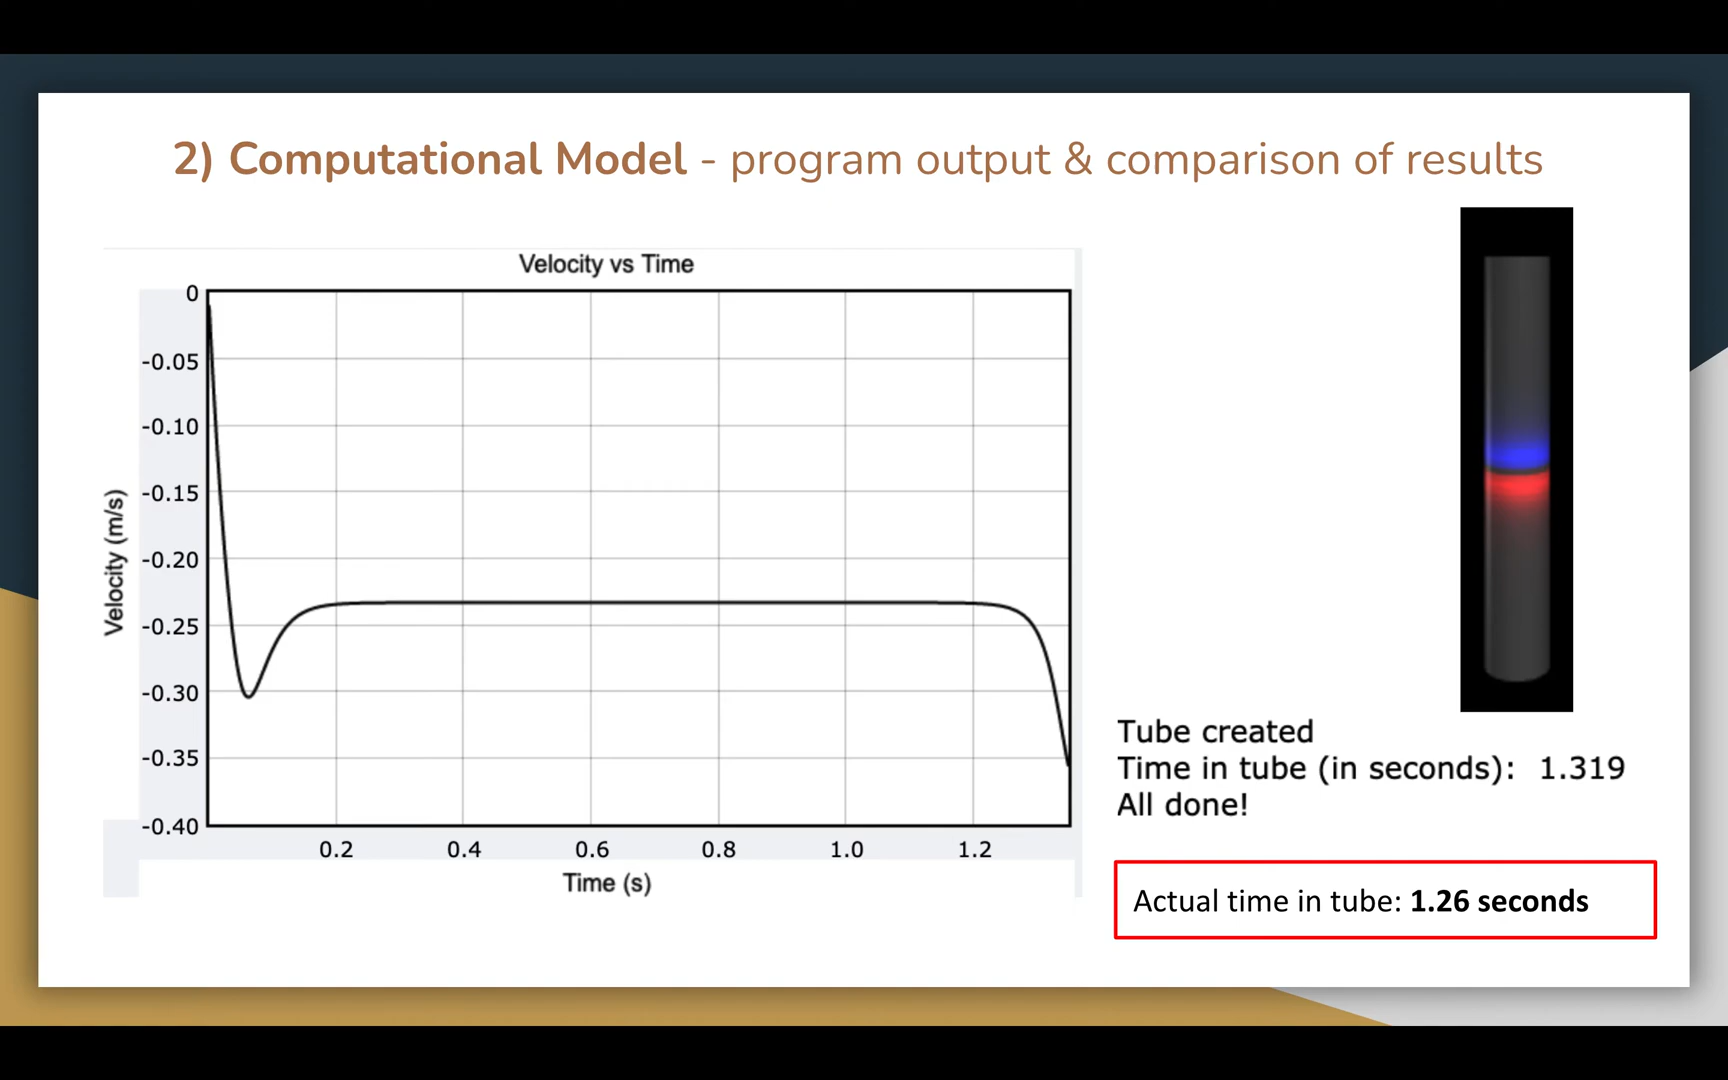 2) Computational Model - program output & comparison of results
Velocity vs Time
0
-0.05
-0.10
-0.15
-0.20
-0.25
-0.30
-0.35
-0.40
Velocity (m/s)
0.2 0.4 0.6 0.8 1.0 1.2
Time (s)
Tube created
Time in tube (in seconds): 1.319
All done!
Actual time in tube: 1.26 seconds